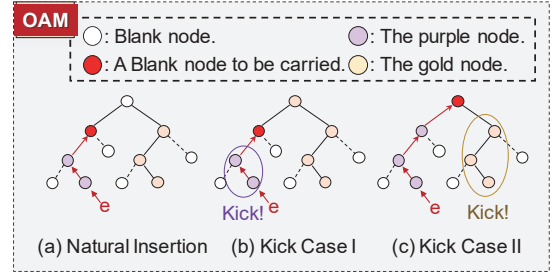 OAM
: Blank node.
: The purple node.
: A Blank node to be carried.
: The gold node.
Kick!
Kick!
e
e
e
(a) Natural Insertion
(b) Kick Case I
(c) Kick Case II